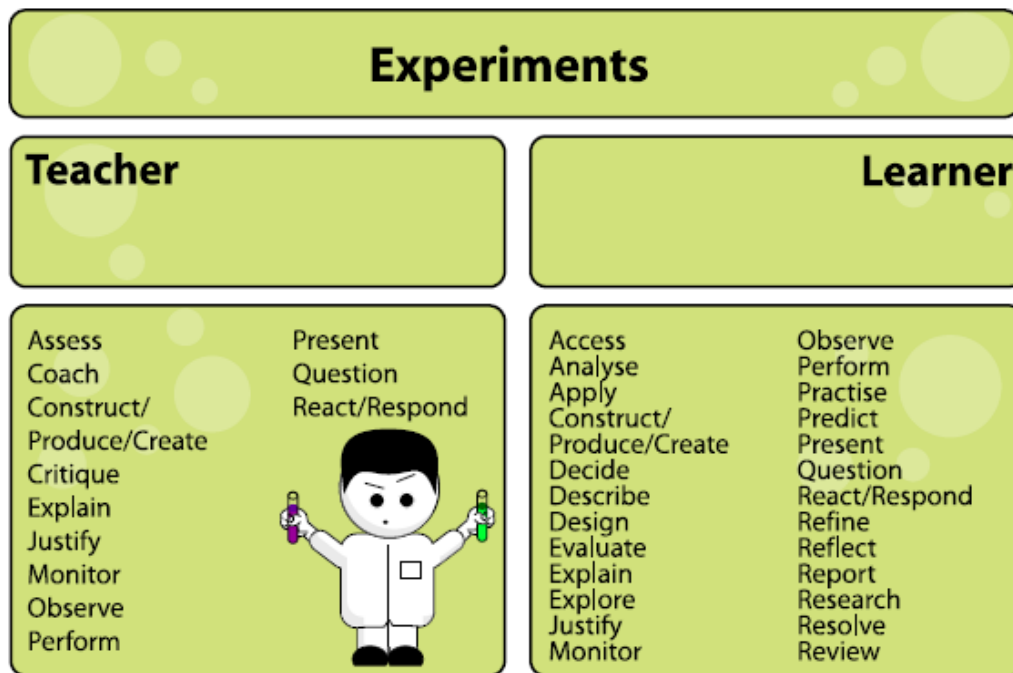 Experiments
Teacher
Learner
Assess
Coach
Construct/
Produce/Create
Critique
Explain
Justify
Monitor
Observe
Perform
Present
Question
React/Respond
Access
Analyse
Apply
Construct/
Produce/Create
Decide
Describe
Design
Evaluate
Explain
Explore
Justify
Monitor
Observe
Perform
Practise
Predict
Present
Question
React/Respond
Refine
Reflect
Report
Research
Resolve
Review